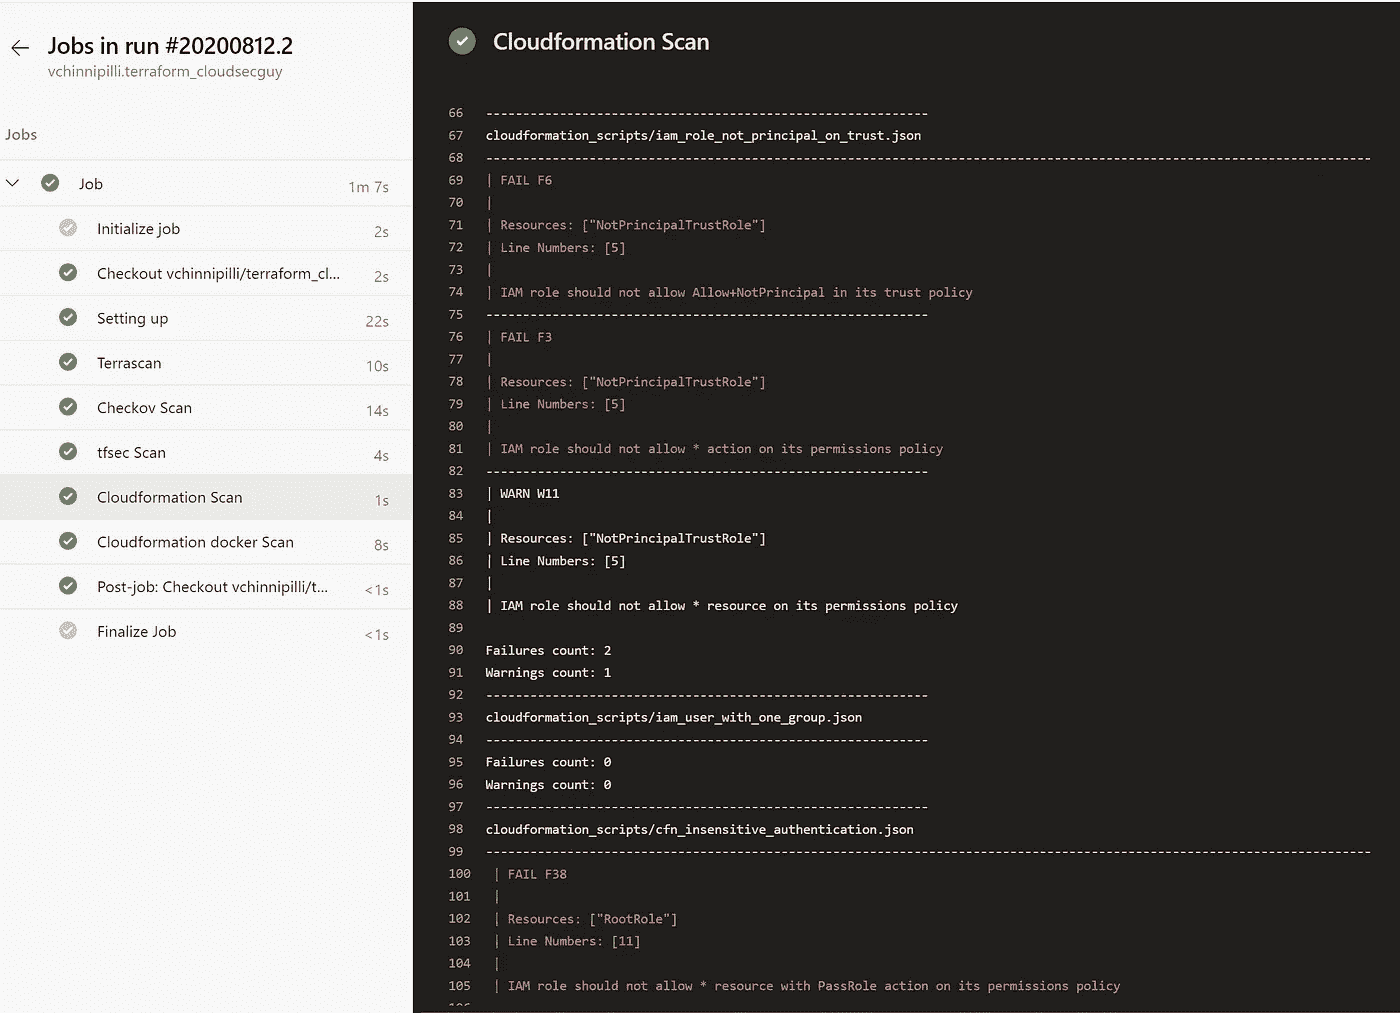 Jobs in run #20200812.2
vchinnipilli.terraform_cloudsecguy
Jobs
Job 1m 7s
Initialize job 2s
Checkout vchinnipilli/terraform_cl... 2s
Setting up 22s
Terrascan 10s
Checkov Scan 14s
tfsec Scan 4s
Cloudformation Scan 1s
Cloudformation docker Scan 8s
Post-job: Checkout vchinnipilli/t... <1s
Finalize Job <1s
Cloudformation Scan
66 ------------------------------------------------------------
67 cloudformation_scripts/iam_role_not_principal_on_trust.json
68 ------------------------------------------------------------------------------------------------------------------------
69 | FAIL F6
70 |
71 | Resources: ["NotPrincipalTrustRole"]
72 | Line Numbers: [5]
73 |
74 | IAM role should not allow Allow+NotPrincipal in its trust policy
75 ------------------------------------------------------------
76 | FAIL F3
77 |
78 | Resources: ["NotPrincipalTrustRole"]
79 | Line Numbers: [5]
80 |
81 | IAM role should not allow * action on its permissions policy
82 ------------------------------------------------------------
83 | WARN W11
84 |
85 | Resources: ["NotPrincipalTrustRole"]
86 | Line Numbers: [5]
87 |
88 | IAM role should not allow * resource on its permissions policy
89
90 Failures count: 2
91 Warnings count: 1
92 ------------------------------------------------------------
93 cloudformation_scripts/iam_user_with_one_group.json
94 ------------------------------------------------------------
95 Failures count: 0
96 Warnings count: 0
97 ------------------------------------------------------------
98 cloudformation_scripts/cfn_insensitive_authentication.json
99 ------------------------------------------------------------------------------------------------------------------------
100 | FAIL F38
101 |
102 | Resources: ["RootRole"]
103 | Line Numbers: [11]
104 |
105 | IAM role should not allow * resource with PassRole action on its permissions policy